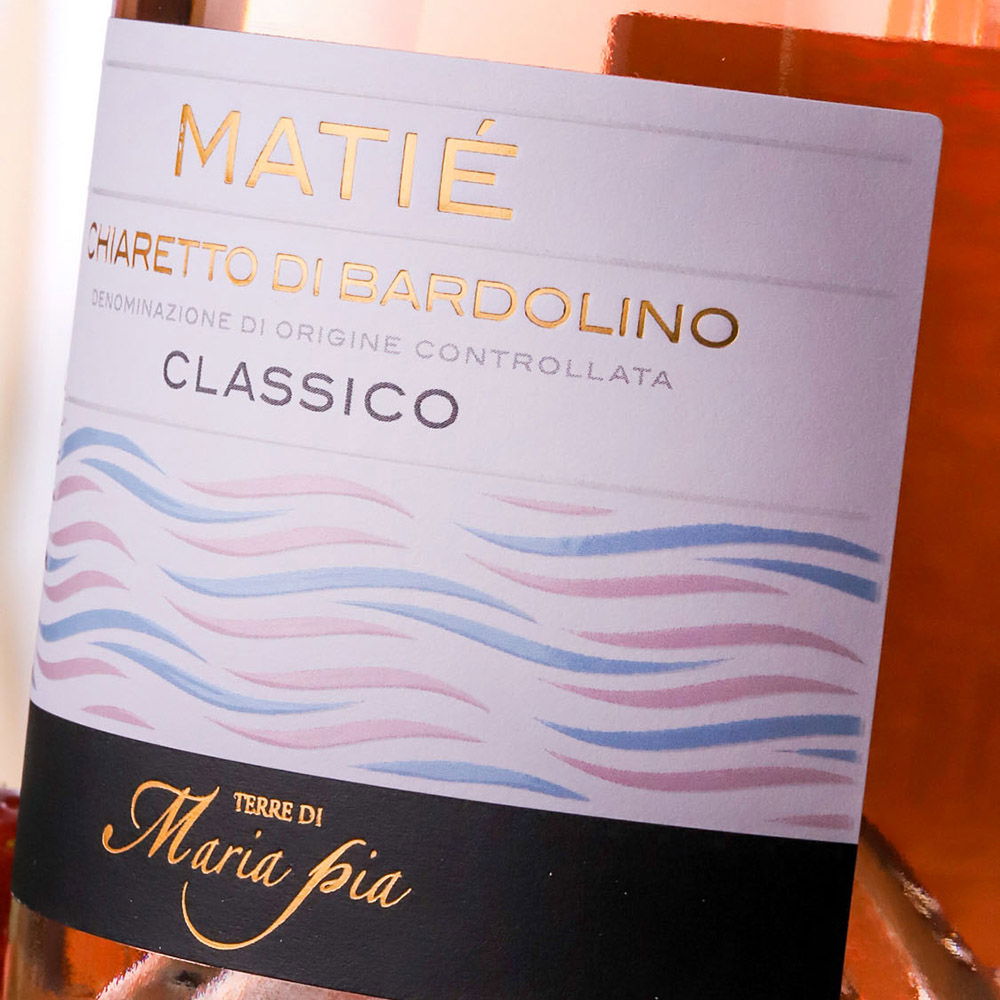 MATIÉ
CHIARETTO DI BARDOLINO
DENOMINAZIONE DI ORIGINE CONTROLLATA
CLASSICO
TERRE DI
Maria Pia